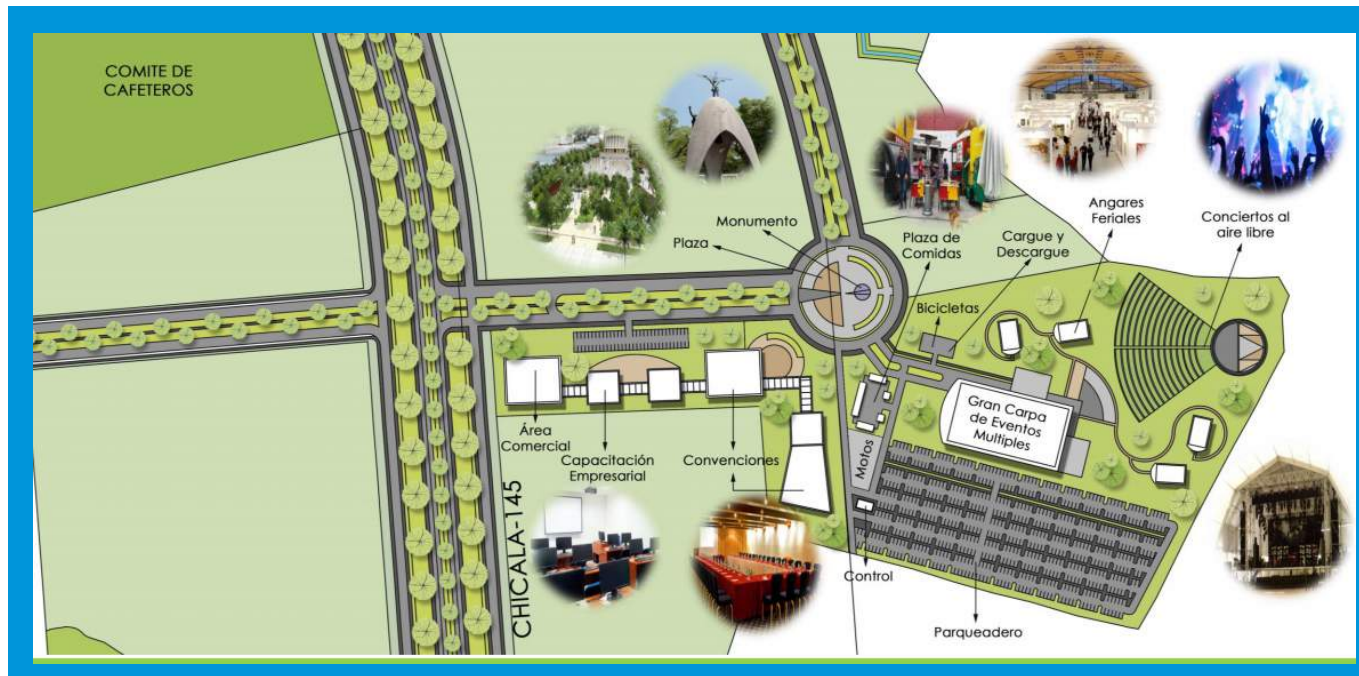 COMITE DE
CAFETEROS
Monumento
Plaza
Plaza de
Comidas
Cargue y
Descargue
Angares
Feriales
Conciertos al
aire libre
Bicicletas
Gran Carpa
de Eventos
Multiples
Área
Comercial
Capacitación
Empresarial
Convenciones
Motos
CHICALA-145
Control
Parqueadero